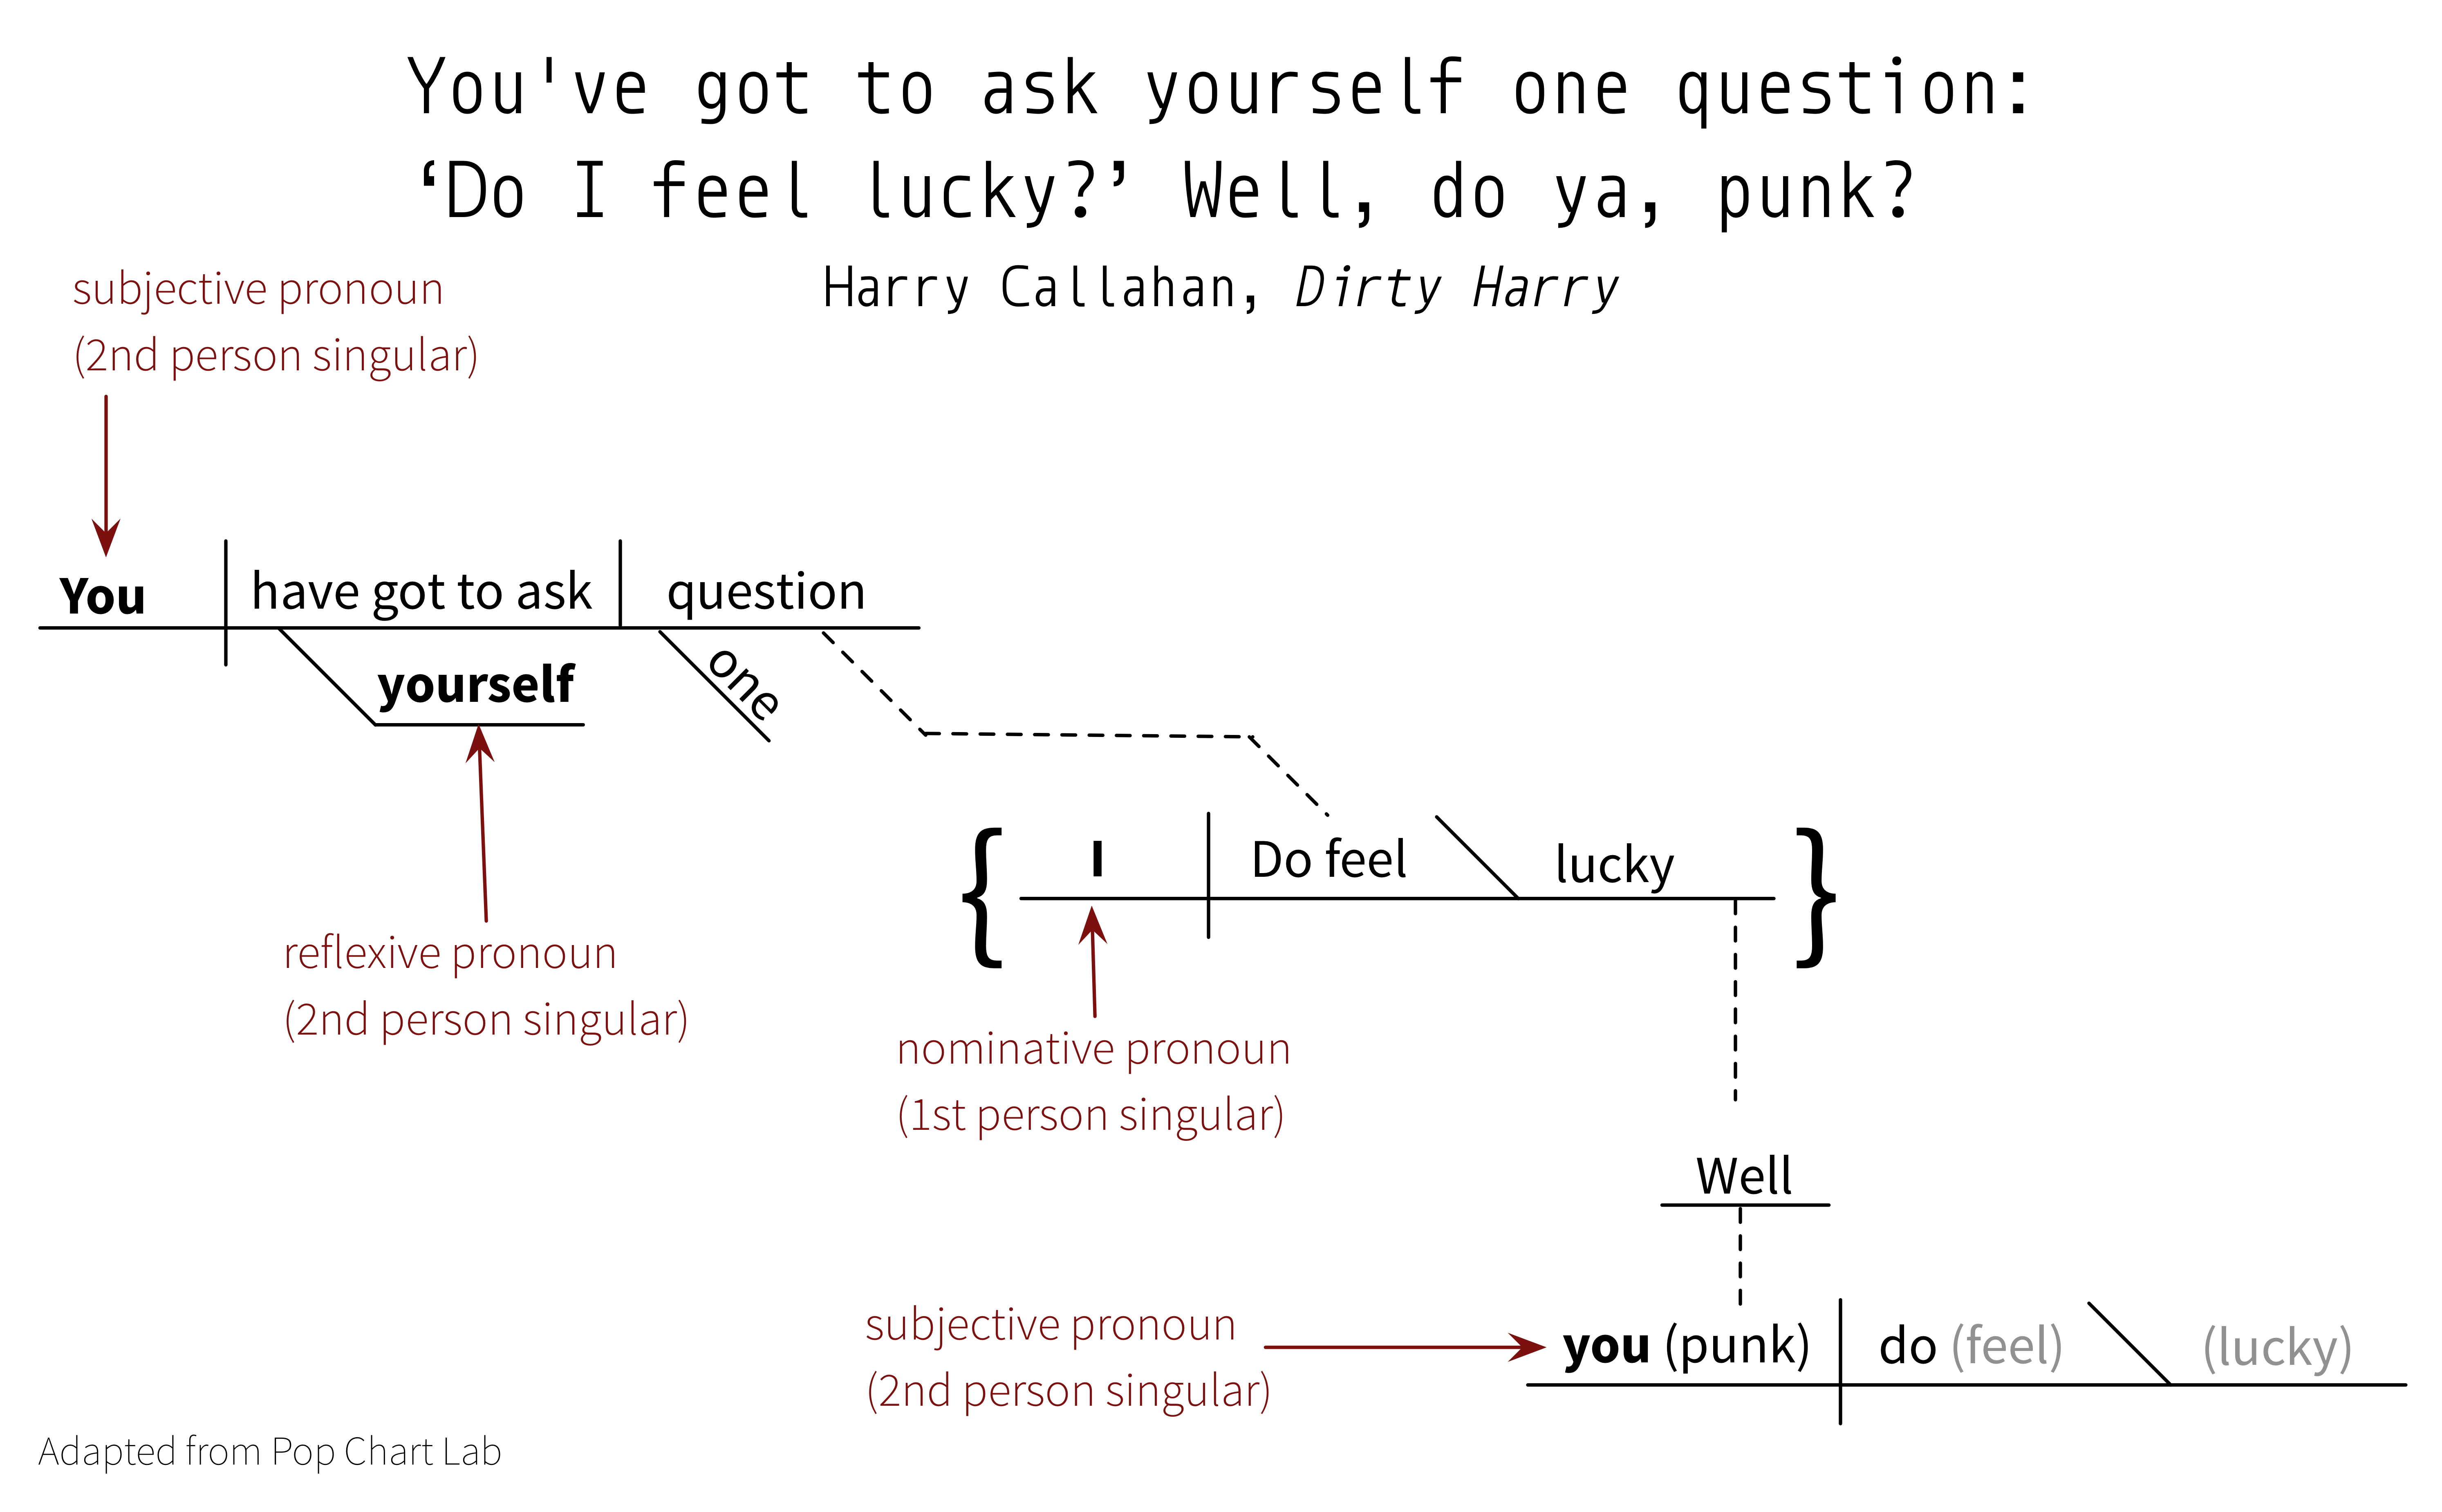 You've got to ask yourself one question:
‘Do I feel lucky?’ Well, do ya, punk?
Harry Callahan, Dirty Harry
subjective pronoun
(2nd person singular)
You have got to ask question
yourself
one
reflexive pronoun
(2nd person singular)
{ I Do feel lucky }
nominative pronoun
(1st person singular)
Well
subjective pronoun
(2nd person singular)
you (punk) do (feel) (lucky)
Adapted from Pop Chart Lab